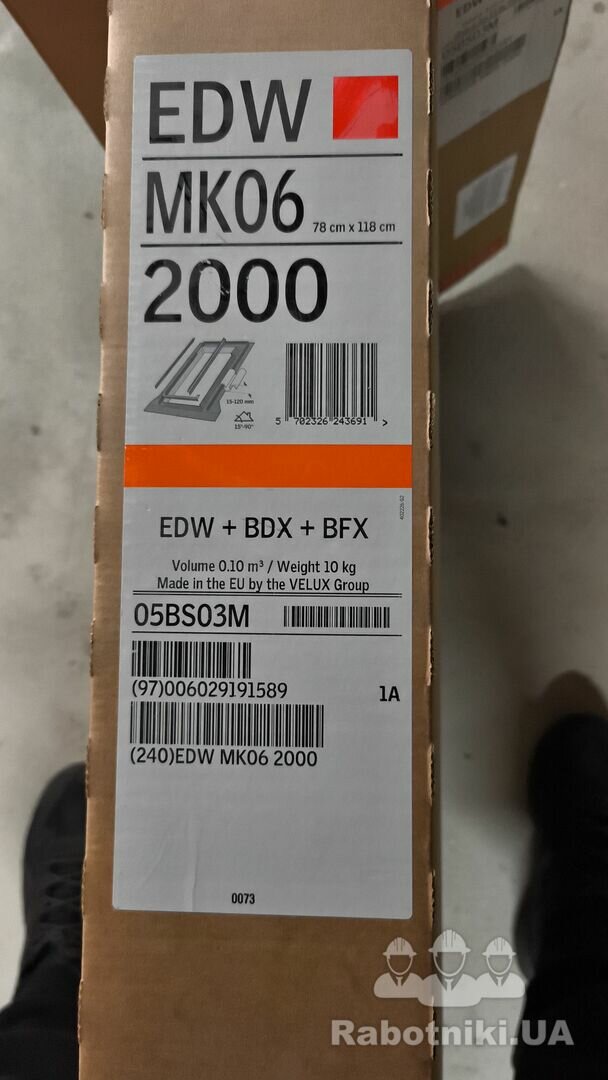 EDW
MK06 78 cm x 118 cm
2000
15-120 mm
15°-90°
5 702326 243691 >
402226-02
EDW + BDX + BFX
Volume 0.10 m³ / Weight 10 kg
Made in the EU by the VELUX Group
05BS03M
(97)006029191589 1A
(240)EDW MK06 2000
0073
Rabotniki.UA